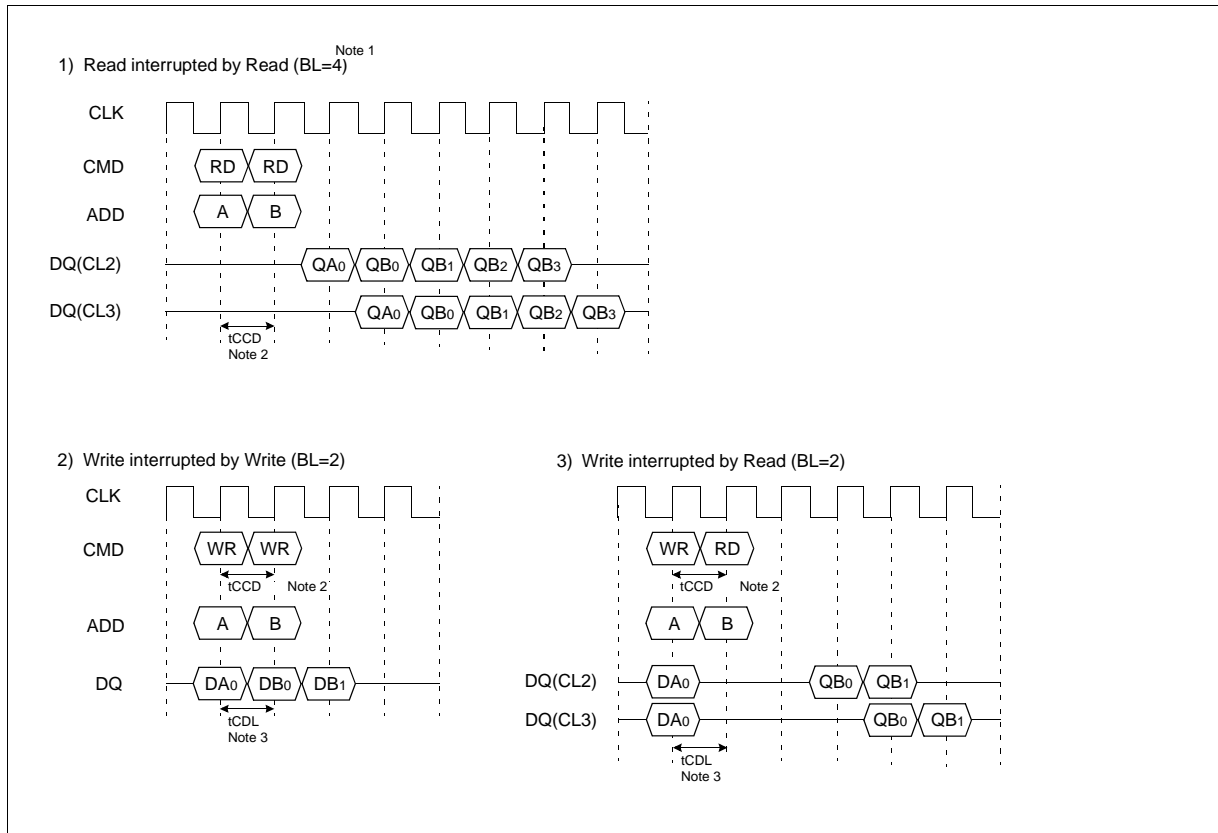 1) Read interrupted by Read (BL=4) Note 1
CLK
CMD RD RD
ADD A B
DQ(CL2) QA0 QB0 QB1 QB2 QB3
DQ(CL3) QA0 QB0 QB1 QB2 QB3
tCCD
Note 2
2) Write interrupted by Write (BL=2)
CLK
CMD WR WR
tCCD Note 2
ADD A B
DQ DA0 DB0 DB1
tCDL
Note 3
3) Write interrupted by Read (BL=2)
WR RD
tCCD Note 2
A B
DQ(CL2) DA0 QB0 QB1
DQ(CL3) DA0 QB0 QB1
tCDL
Note 3